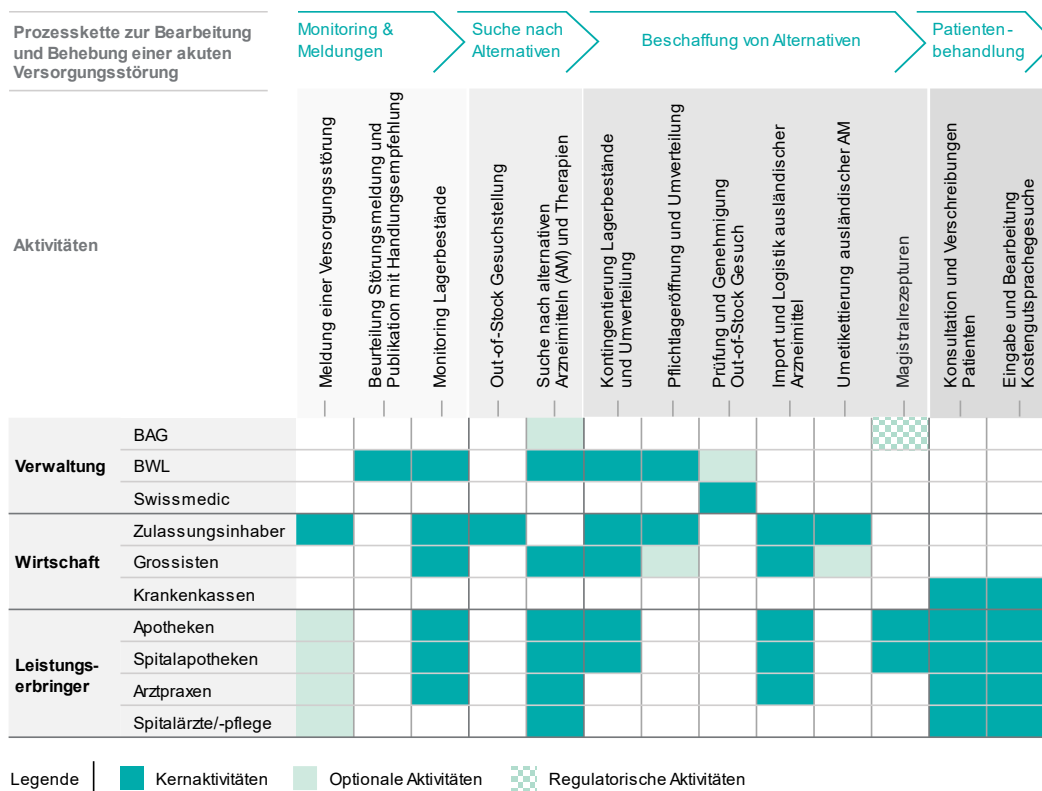 Prozesskette zur Bearbeitung
und Behebung einer akuten
Versorgungsstörung
Monitoring &
Meldungen
Suche nach
Alternativen
Beschaffung von Alternativen
Patienten-
behandlung
Aktivitäten
Meldung einer Versorgungsstörung
Beurteilung Störungsmeldung und
Publikation mit Handlungsempfehlung
Monitoring Lagerbestände
Out-of-Stock Gesuchstellung
Suche nach alternativen
Arzneimitteln (AM) und Therapien
Kontingentierung Lagerbestände
und Umverteilung
Pflichtlageröffnung und Umverteilung
Prüfung und Genehmigung
Out-of-Stock Gesuch
Import und Logistik ausländischer
Arzneimittel
Umetikettierung ausländischer AM
Magistralrezepturen
Konsultation und Verschreibungen
Patienten
Eingabe und Bearbeitung
Kostengutsprachegesuche
Verwaltung
BAG
BWL
Swissmedic
Wirtschaft
Zulassungsinhaber
Grossisten
Krankenkassen
Leistungs-
erbringer
Apotheken
Spitalapotheken
Arztpraxen
Spitalärzte/-pflege
Legende
Kernaktivitäten
Optionale Aktivitäten
Regulatorische Aktivitäten